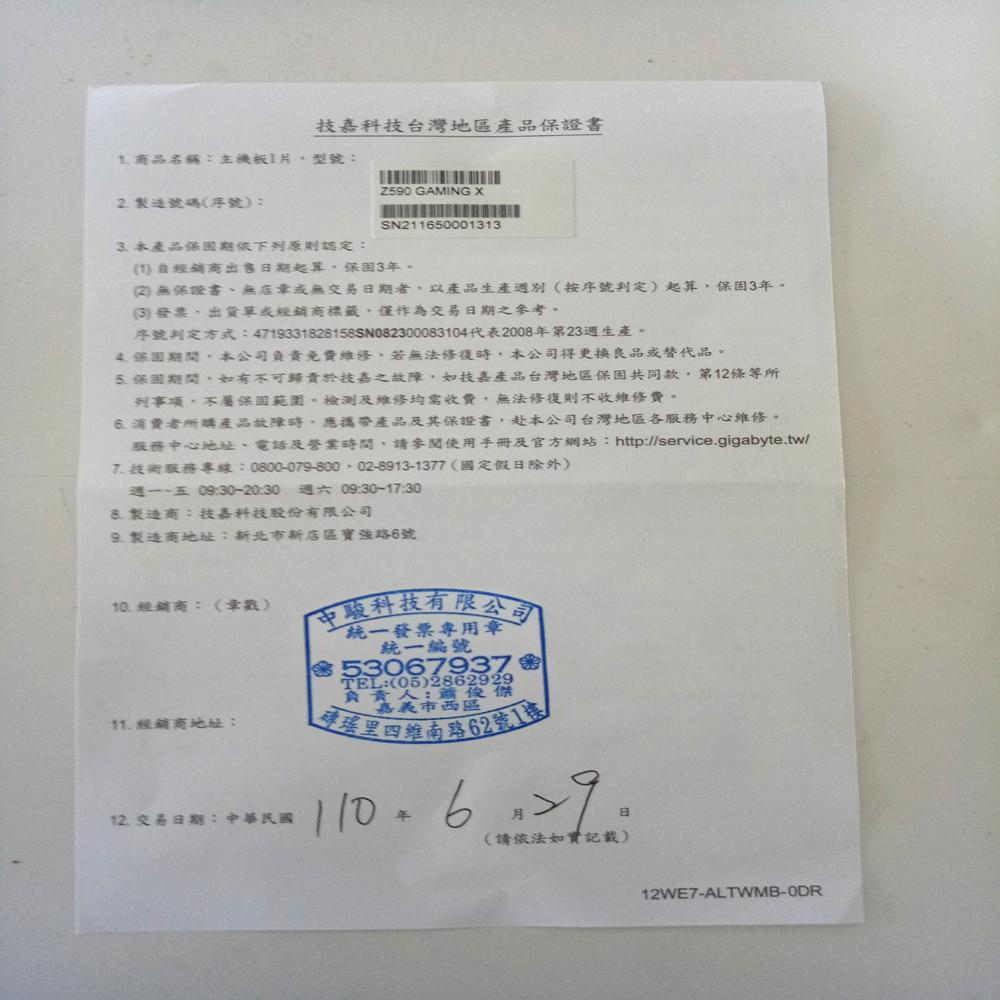 技嘉科技台灣地區產品保證書
1. 商品名稱：主機板1片，型號：
Z590 GAMING X
2. 製造號碼(序號)：
SN211650001313
3. 本產品保固期依下列原則認定：
(1) 自經銷商出售日期起算，保固3年。
(2) 無保證書、無店章或無交易日期者，以產品生產週別（按序號判定）起算，保固3年。
(3) 發票，出貨單或經銷商標籤，僅作為交易日期之參考。
序號判定方式：4719331828158SN082300083104代表2008年第23週生產。
4. 保固期間，本公司負責免費維修，若無法修復時，本公司得更換良品或替代品。
5. 保固期間，如有不可歸責於技嘉之故障，如技嘉產品台灣地區保固共同款，第12條等所
列事項，不屬保固範圍。檢測及維修均需收費，無法修復則不收維修費。
6. 消費者所購產品故障時，應攜帶產品及其保證書，赴本公司台灣地區各服務中心維修。
服務中心地址、電話及營業時間，請參閱使用手冊及官方網站：http://service.gigabyte.tw/
7. 技術服務專線：0800-079-800，02-8913-1377（國定假日除外）
週一~五 09:30~20:30 週六 09:30~17:30
8. 製造商：技嘉科技股份有限公司
9. 製造商地址：新北市新店區寶強路6號
10. 經銷商：（章戳）
中駿科技有限公司
統一發票專用章
統一編號
53067937
TEL:(05)2862929
負責人：蕭俊傑
嘉義市西區
磚瑤里四維南路62號1樓
11. 經銷商地址：
12. 交易日期：中華民國 110 年 6 月 29 日
（請依法如實記載）
12WE7-ALTWMB-0DR